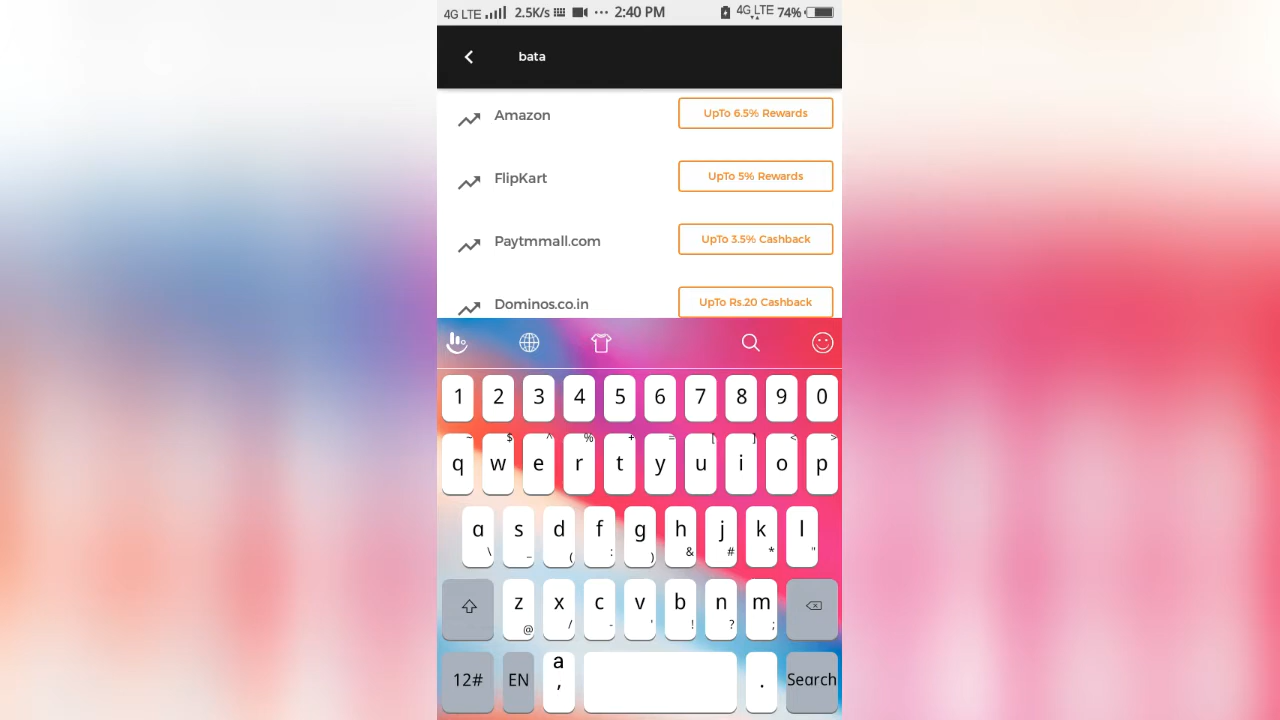 4G LTE 2.5K/s ... 2:40 PM 4G LTE 74%
bata
Amazon UpTo 6.5% Rewards
FlipKart UpTo 5% Rewards
Paytmmall.com UpTo 3.5% Cashback
Dominos.co.in UpTo Rs.20 Cashback
1 2 3 4 5 6 7 8 9 0
~ $ ^ % + = [ ] < >
q w e r t y u i o p
a s d f g h j k l
\ _ ( : ) & # * "
z x c v b n m
@ / - ' ! ? ;
12# EN a , . Search